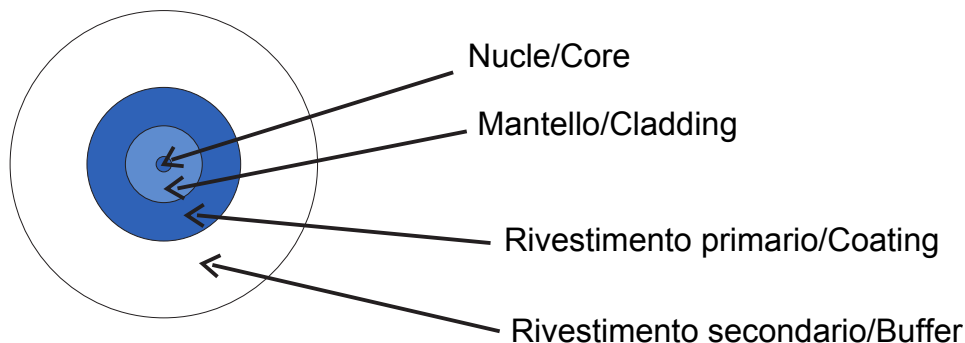 Nucle/Core
Mantello/Cladding
Rivestimento primario/Coating
Rivestimento secondario/Buffer